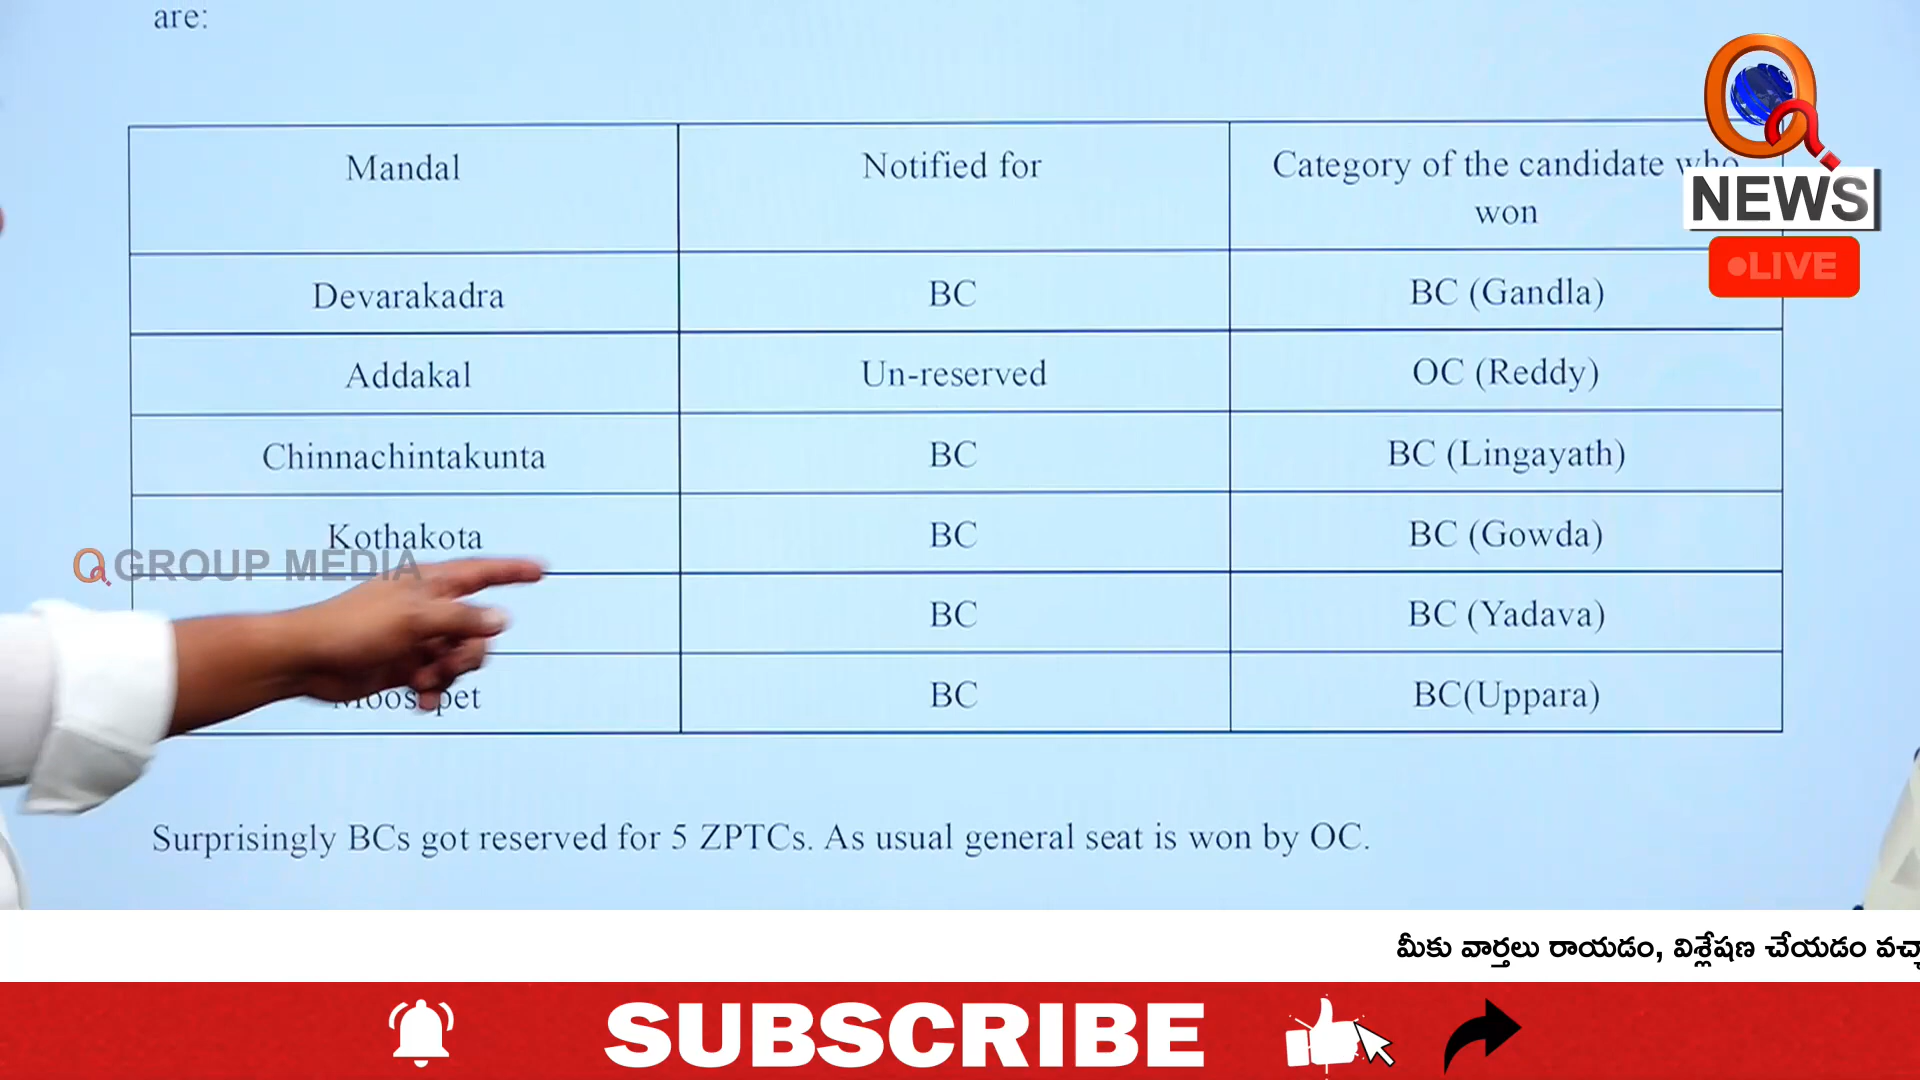 are:
Mandal Notified for Category of the candidate who won
Devarakadra BC BC (Gandla)
Addakal Un-reserved OC (Reddy)
Chinnachintakunta BC BC (Lingayath)
Kothakota BC BC (Gowda)
BC BC (Yadava)
BC BC(Uppara)
Surprisingly BCs got reserved for 5 ZPTCs. As usual general seat is won by OC.
Q NEWS
LIVE
Q GROUP MEDIA
మీకు వార్తలు రాయడం, విశ్లేషణ చేయడం
SUBSCRIBE